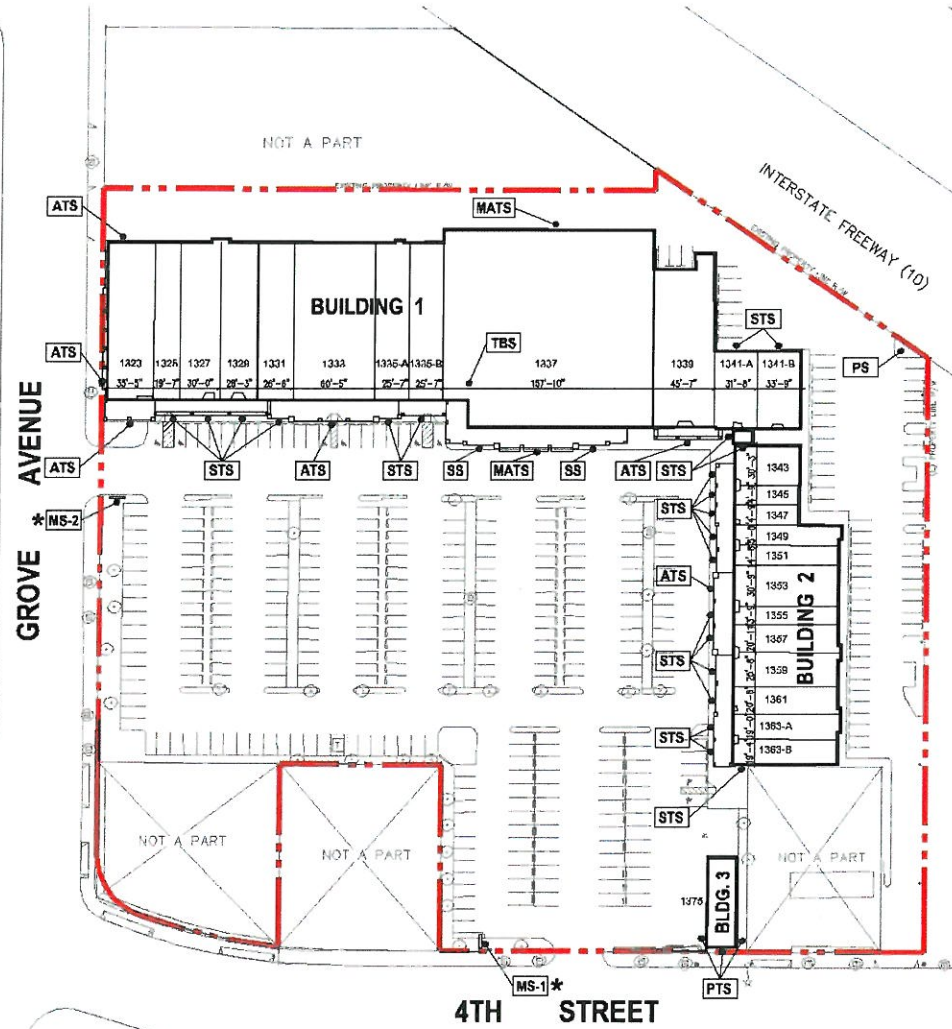 NOT A PART
INTERSTATE FREEWAY (10)
ATS
MATS
BUILDING 1
STS
ATS
TBS
PS
1323 1325 1327 1329 1331 1333 1335-A 1335-B 1337 1339 1341-A 1341-B
35'-5" 19'-7" 30'-0" 26'-6" 60'-5" 25'-7" 25'-7" 157'-10" 45'-7" 31'-8" 33'-9"
GROVE AVENUE
ATS
STS
ATS
STS
SS
MATS
SS
ATS
STS
* MS-2
STS
ATS
STS
STS
STS
1343
1345
1347
1349
1351
1353
1355
1359
1361
1363-A
1363-B
BUILDING 2
NOT A PART
NOT A PART
NOT A PART
1375
BLDG. 3
PTS
MS-1 *
4TH STREET